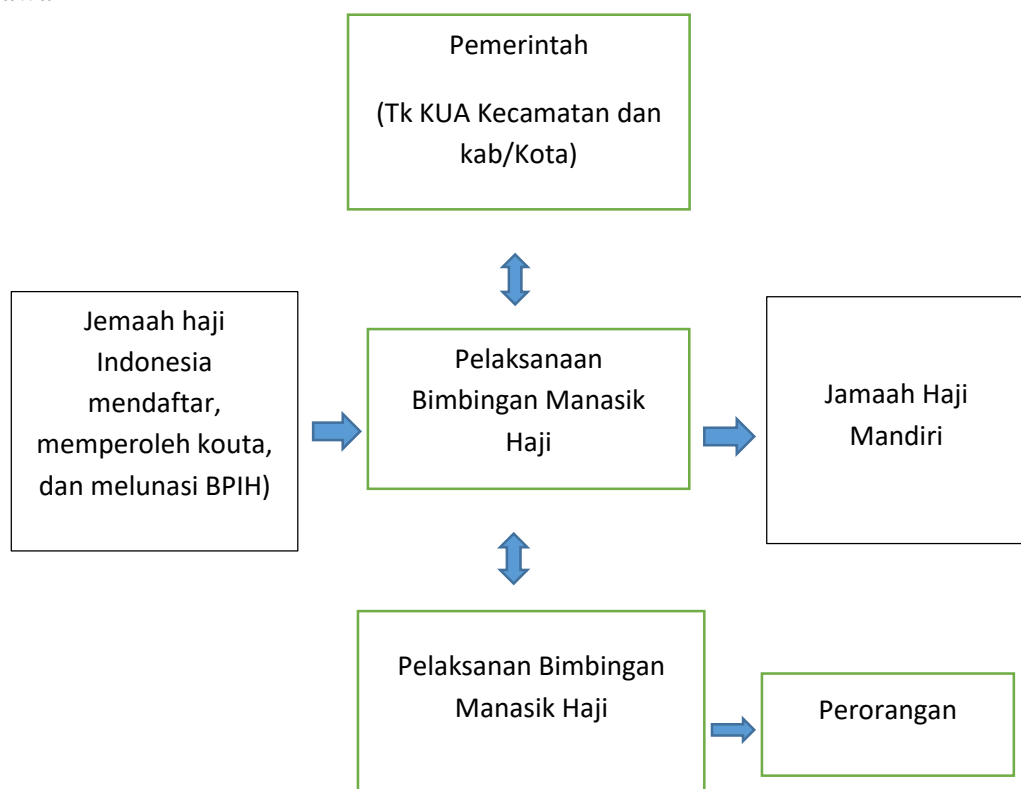 Pemerintah
(Tk KUA Kecamatan dan
kab/Kota)
Jemaah haji
Indonesia
mendaftar,
memperoleh kouta,
dan melunasi BPIH)
Pelaksanaan
Bimbingan Manasik
Haji
Jamaah Haji
Mandiri
Pelaksanan Bimbingan
Manasik Haji
Perorangan